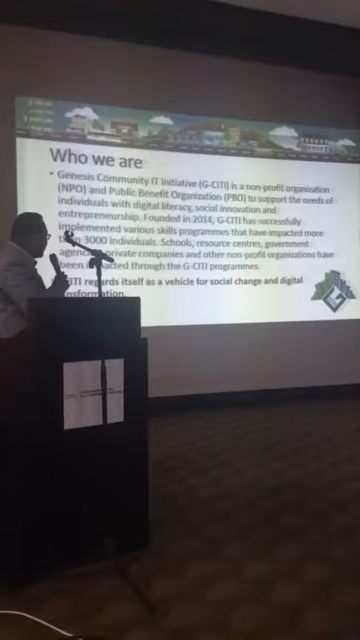 Who we are
• Genesis Community IT Initiative (G-CITI) is a non-profit organization
(NPO) and Public Benefit Organization (PBO) to support the needs of
individuals with digital literacy, social innovation and
entrepreneurship. Founded in 2014, G-CITI has successfully
implemented various skills programmes that have impacted more
3000 individuals. Schools, resource centres, government
private companies and other non-profit organizations have
been through the G-CITI programmes.
regards itself as a vehicle for social change and digital